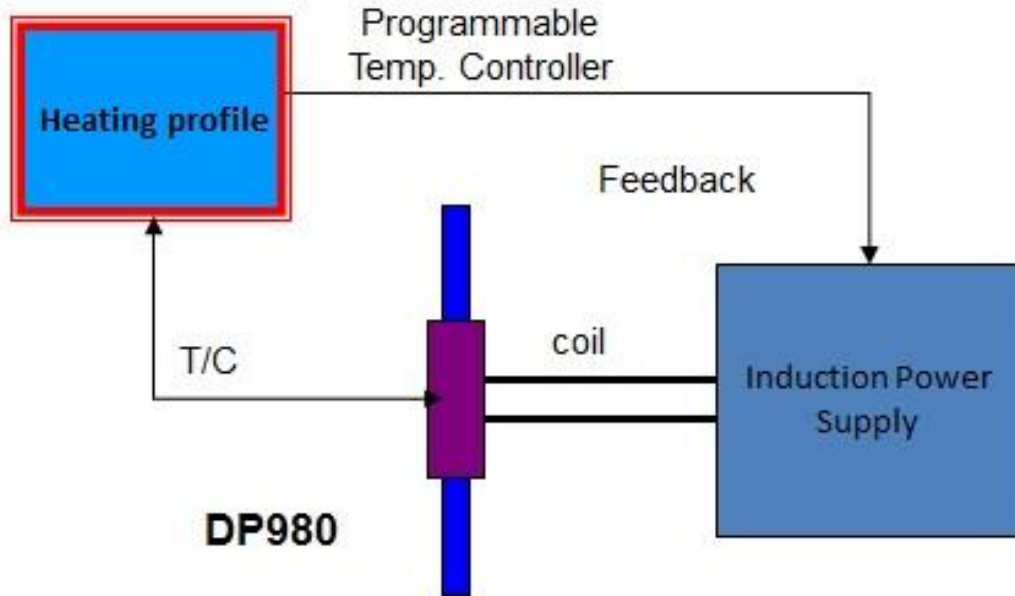 Programmable
Temp. Controller
Heating profile
Feedback
T/C
coil
Induction Power
Supply
DP980